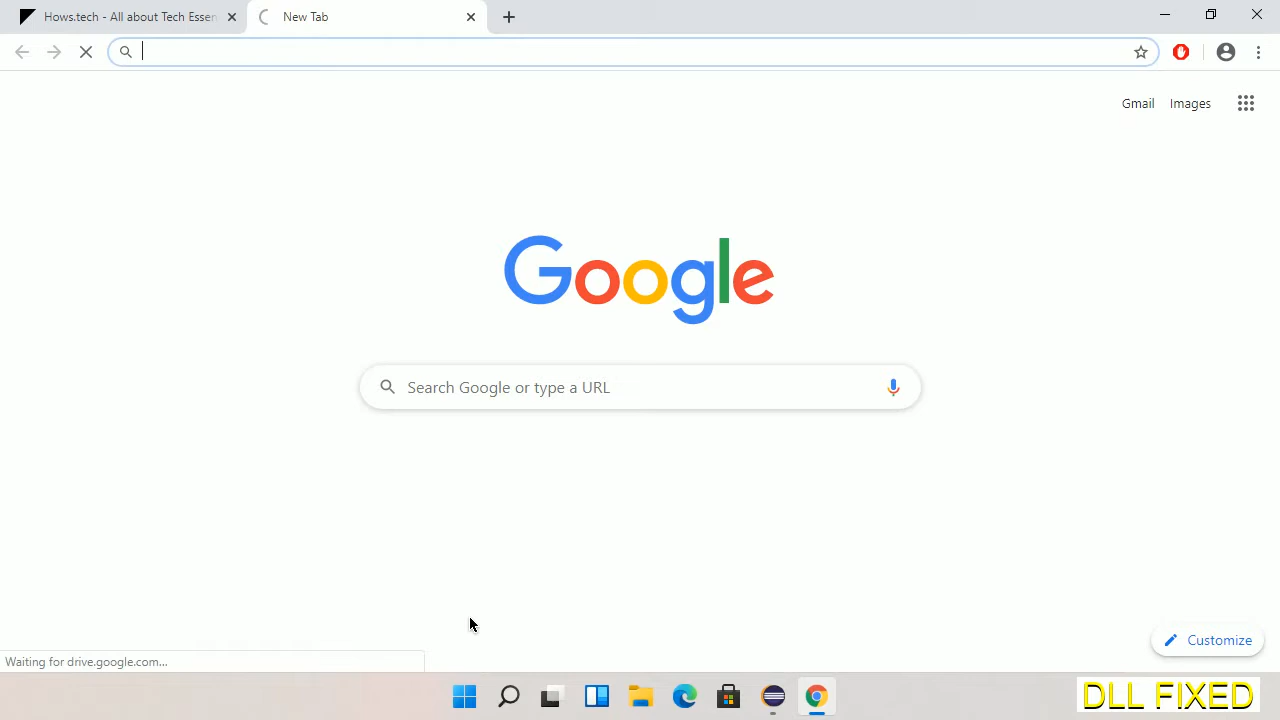 Hows.tech - All about Tech Essen
New Tab
Gmail Images
Google
Search Google or type a URL
Customize
Waiting for drive.google.com...
DLL FIXED